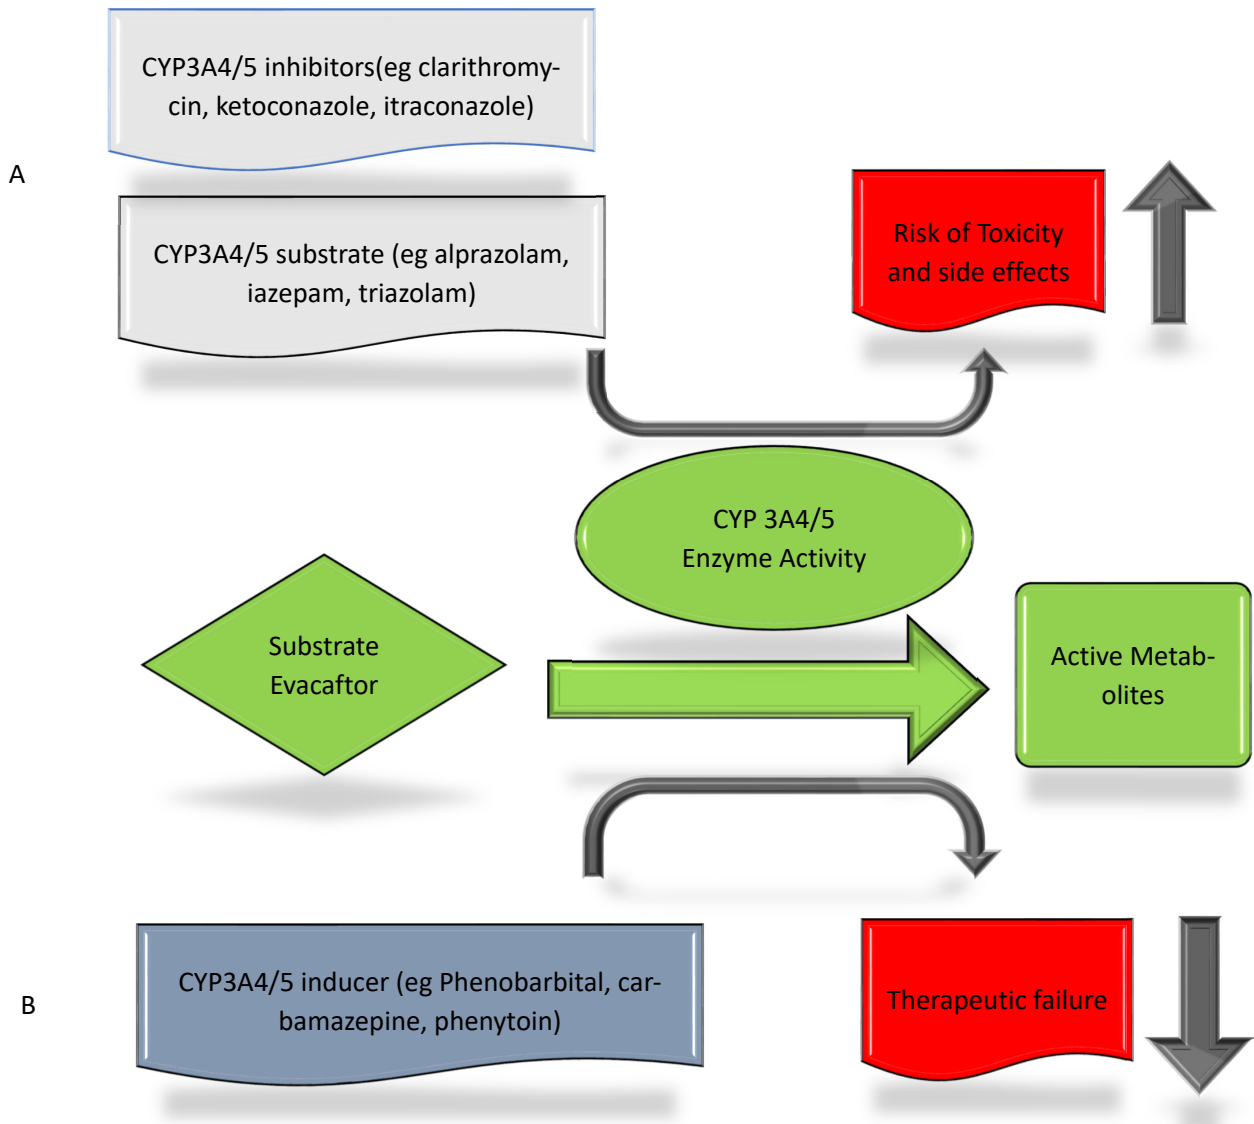 CYP3A4/5 inhibitors(eg clarithromy-
cin, ketoconazole, itraconazole)
A
CYP3A4/5 substrate (eg alprazolam,
iazepam, triazolam)
Risk of Toxicity
and side effects
CYP 3A4/5
Enzyme Activity
Substrate
Evacaftor
Active Metab-
olites
B
CYP3A4/5 inducer (eg Phenobarbital, car-
bamazepine, phenytoin)
Therapeutic failure